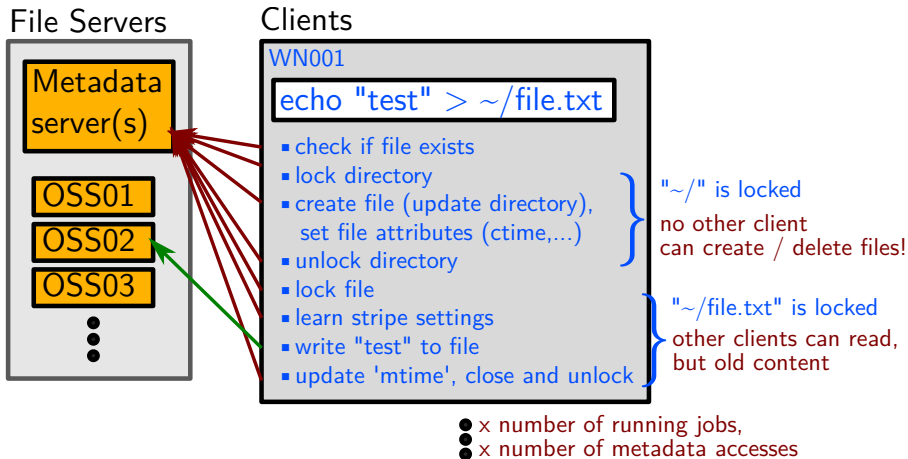 File Servers
Clients
Metadata
server(s)
OSS01
OSS02
OSS03
WN001
echo "test" > ~/file.txt
check if file exists
lock directory
create file (update directory),
set file attributes (ctime,...)
unlock directory
lock file
learn stripe settings
write "test" to file
update 'mtime', close and unlock
"~/" is locked
no other client
can create / delete files!
"~/file.txt" is locked
other clients can read,
but old content
x number of running jobs,
x number of metadata accesses